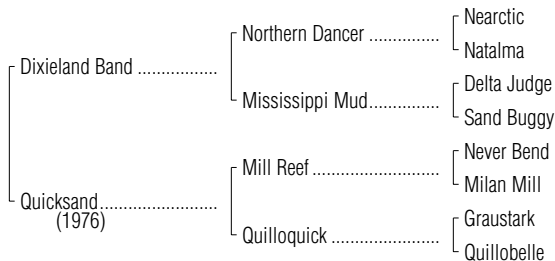 Nearctic
Northern Dancer ...............
Natalma
Dixieland Band .................
Delta Judge
Mississippi Mud...............
Sand Buggy
Never Bend
Mill Reef ...........................
Milan Mill
Quicksand.........................
(1976)
Graustark
Quilloquick .......................
Quillobelle